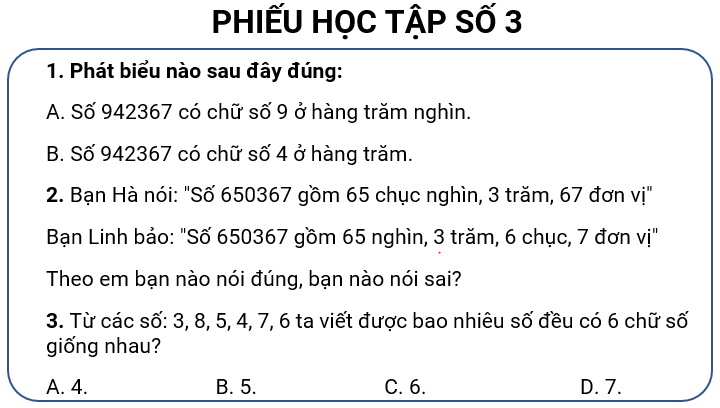 PHIẾU HỌC TẬP SỐ 3
1. Phát biểu nào sau đây đúng:
A. Số 942367 có chữ số 9 ở hàng trăm nghìn.
B. Số 942367 có chữ số 4 ở hàng trăm.
2. Bạn Hà nói: "Số 650367 gồm 65 chục nghìn, 3 trăm, 67 đơn vị"
Bạn Linh bảo: "Số 650367 gồm 65 nghìn, 3 trăm, 6 chục, 7 đơn vị"
Theo em bạn nào nói đúng, bạn nào nói sai?
3. Từ các số: 3, 8, 5, 4, 7, 6 ta viết được bao nhiêu số đều có 6 chữ số
giống nhau?
A. 4. B. 5. C. 6. D. 7.